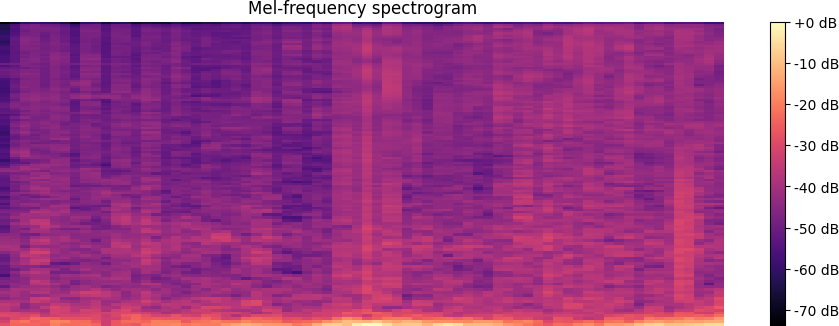 Mel-frequency spectrogram
+0 dB
-10 dB
-20 dB
-30 dB
-40 dB
-50 dB
-60 dB
-70 dB